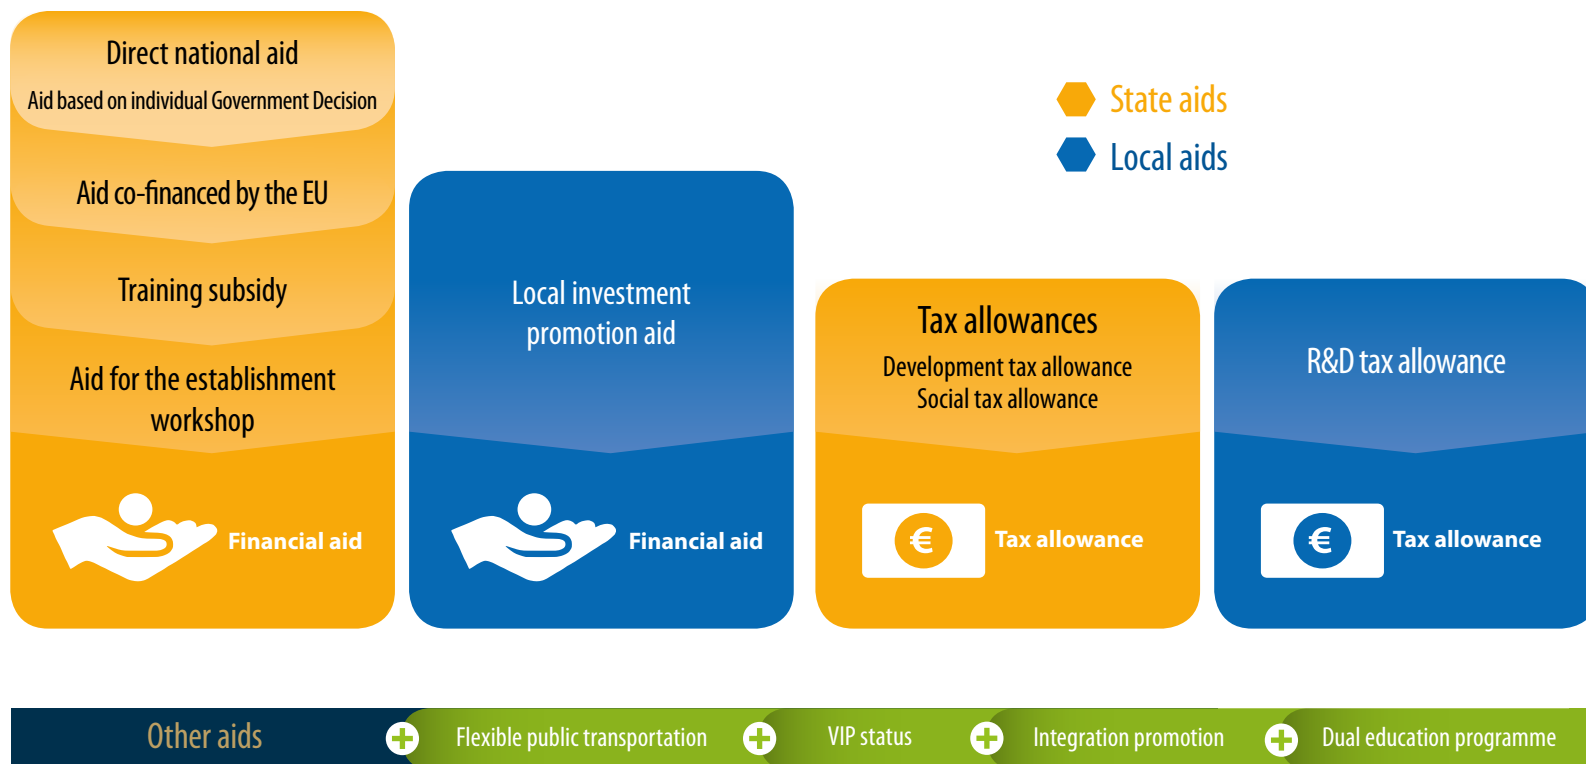 Direct national aid
Aid based on individual Government Decision
Aid co-financed by the EU
Training subsidy
Aid for the establishment
workshop
Financial aid
Local investment
promotion aid
Financial aid
State aids
Local aids
Tax allowances
Development tax allowance
Social tax allowance
€ Tax allowance
R&D tax allowance
€ Tax allowance
Other aids
Flexible public transportation
VIP status
Integration promotion
Dual education programme